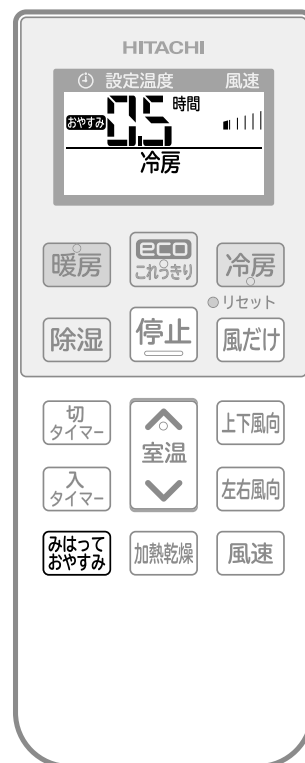 HITACHI
設定温度 風速
おやすみ 0.5 時間
冷房
暖房 eco これっきり 冷房
リセット
除湿 停止 風だけ
切タイマー 室温 上下風向
入タイマー 左右風向
みはっておやすみ 加熱乾燥 風速